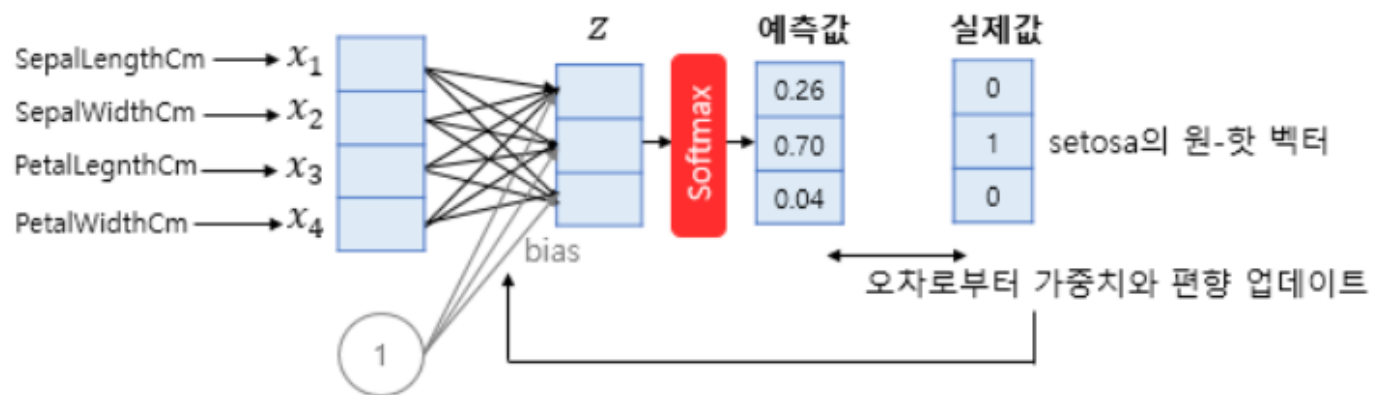 SepalLengthCm x₁
SepalWidthCm x₂
PetalLegnthCm x₃
PetalWidthCm x₄
1
bias
z
Softmax
예측값
0.26
0.70
0.04
실제값
0
1
0
setosa의 원-핫 벡터
오차로부터 가중치와 편향 업데이트